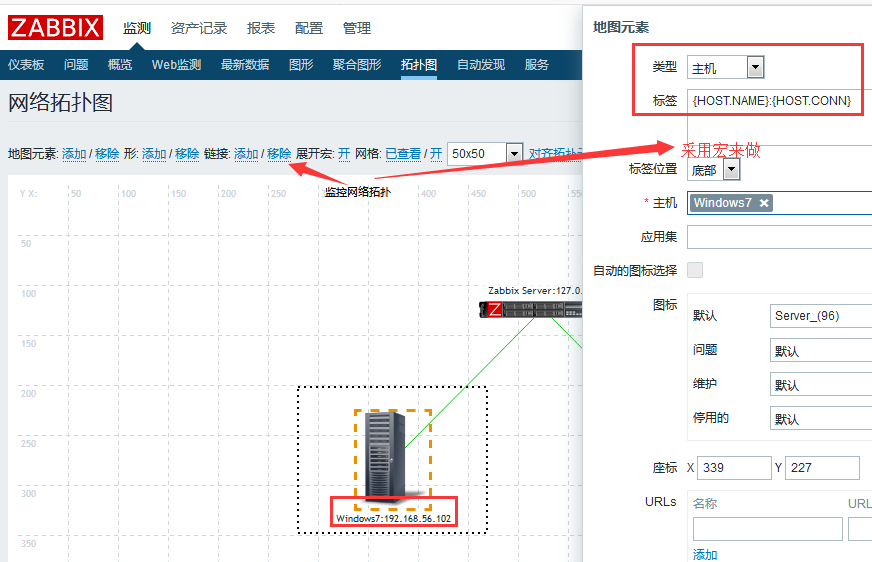 ZABBIX 监测 资产记录 报表 配置 管理
仪表板 问题 概览 Web监测 最新数据 图形 聚合图形 拓扑图 自动发现 服务
网络拓扑图
地图元素: 添加 / 移除 形: 添加 / 移除 链接: 添加 / 移除 展开宏: 开 网格: 已查看 / 开 50x50 对齐拓扑
监控网络拓扑
Y X: 50 100 150 200 250 400 450 500
50
100
150
200
250
300
350
Zabbix Server:127.0.
Z
Windows7:192.168.56.102
地图元素
类型 主机
标签 {HOST.NAME}:{HOST.CONN}
采用宏来做
标签位置 底部
* 主机 Windows7 ×
应用集
自动的图标选择
图标
默认 Server_(96)
问题 默认
维护 默认
停用的 默认
座标 X 339 Y 227
URLs 名称 URL
添加